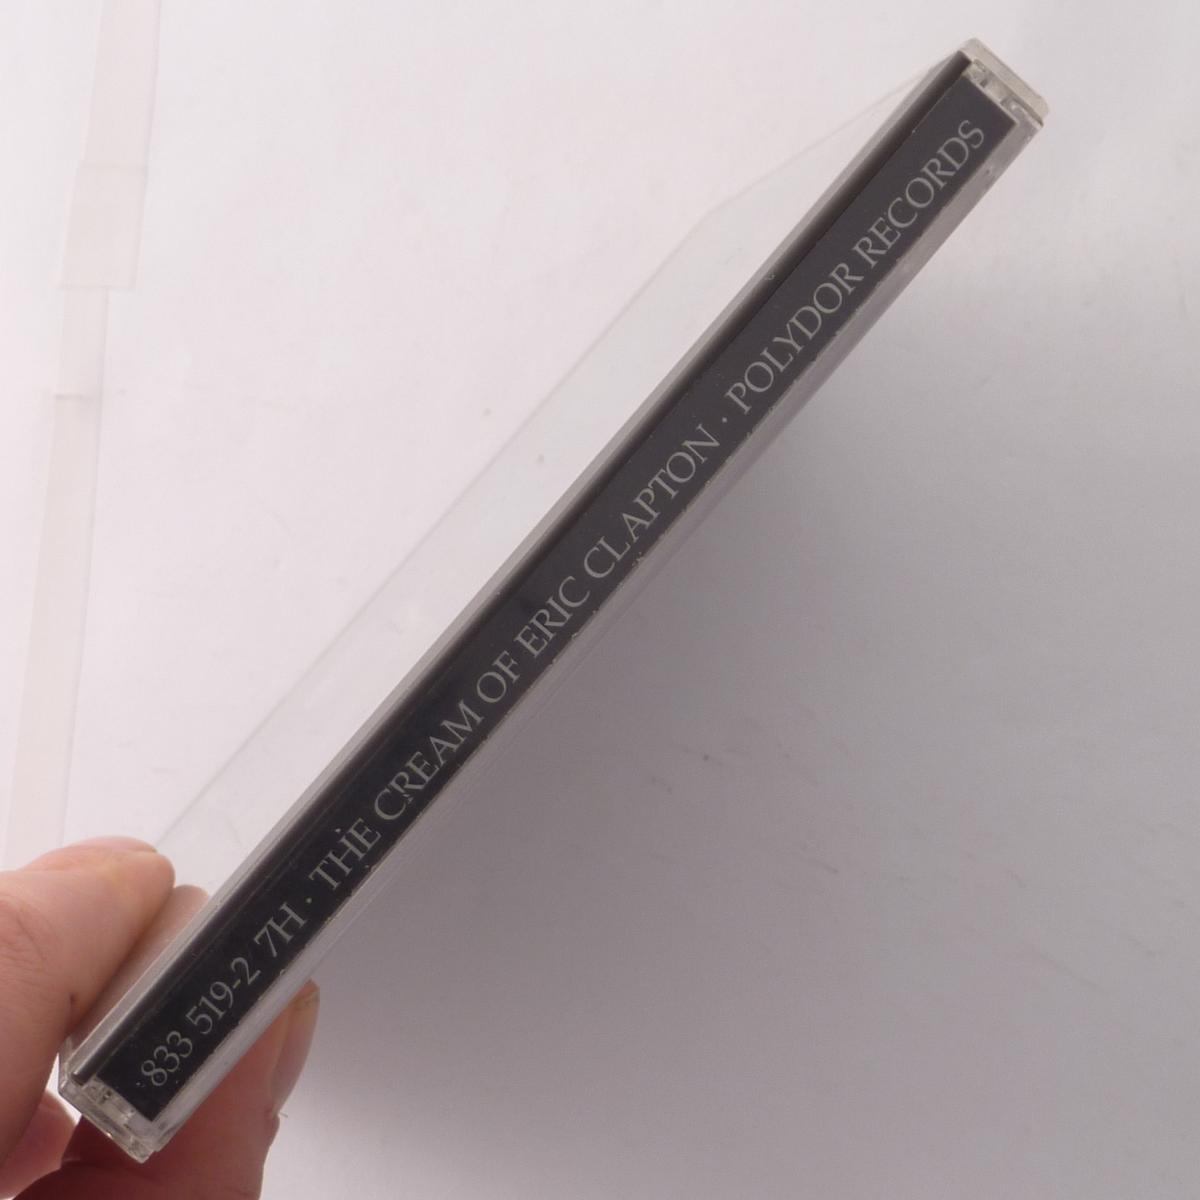 833 519-2 7H · THE CREAM OF ERIC CLAPTON · POLYDOR RECORDS